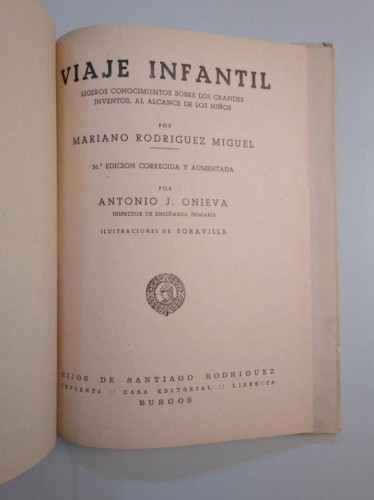 VIAJE INFANTIL
LIGEROS CONOCIMIENTOS SOBRE LOS GRANDES
INVENTOS, AL ALCANCE DE LOS NIÑOS
POR
MARIANO RODRIGUEZ MIGUEL
56.ª EDICION CORREGIDA Y AUMENTADA
POR
ANTONIO J. ONIEVA
INSPECTOR DE ENSEÑANZA PRIMARIA
ILUSTRACIONES DE SORAVILLA
HIJOS DE SANTIAGO RODRIGUEZ
IMPRENTA :: CASA EDITORIAL :: LIBRERIA
BURGOS